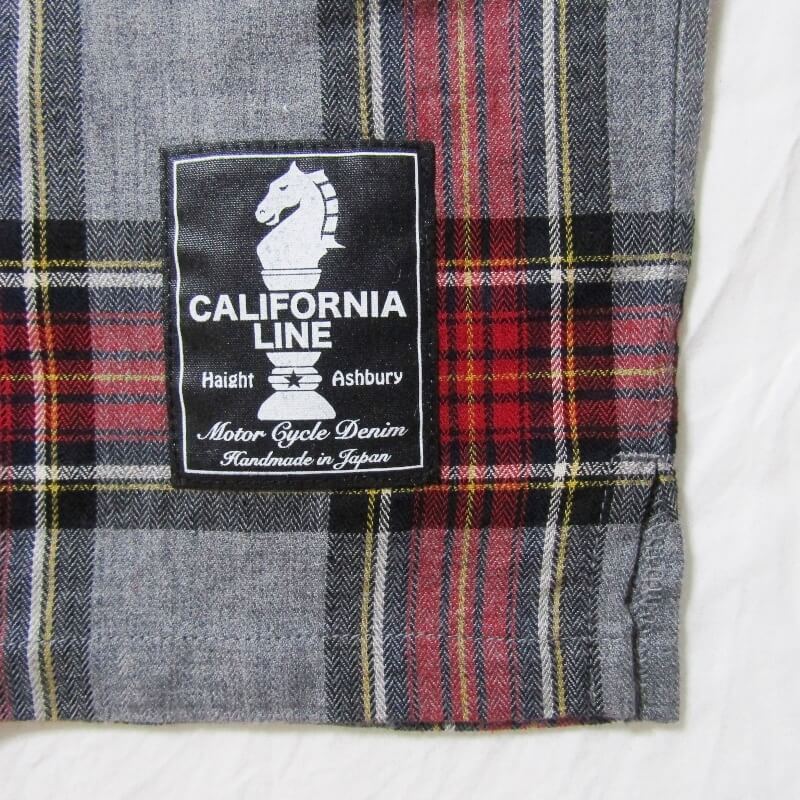 CALIFORNIA
LINE
Haight ★ Ashbury
Motor Cycle Denim
Handmade in Japan